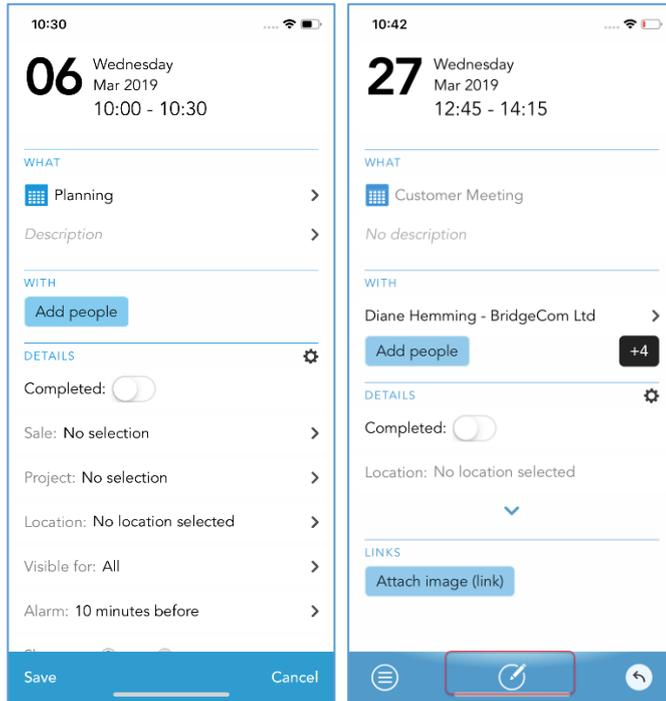 10:30
06
Wednesday
Mar 2019
10:00 - 10:30
WHAT
Planning
Description
WITH
Add people
DETAILS
Completed:
Sale: No selection
Project: No selection
Location: No location selected
Visible for: All
Alarm: 10 minutes before
Save Cancel
10:42
27
Wednesday
Mar 2019
12:45 - 14:15
WHAT
Customer Meeting
No description
WITH
Diane Hemming - BridgeCom Ltd
Add people +4
DETAILS
Completed:
Location: No location selected
LINKS
Attach image (link)